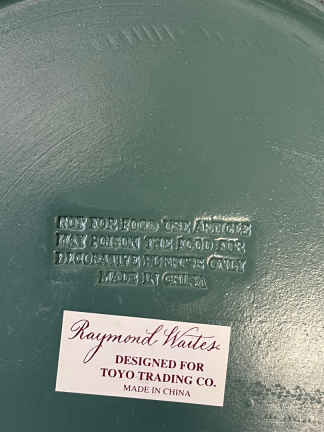 NOT FOR FOOD USE ARTICLE
MAY POISON THE FOOD FOR
DECORATIVE PURPOSE ONLY
MADE IN CHINA
Raymond Waites
DESIGNED FOR
TOYO TRADING CO.
MADE IN CHINA